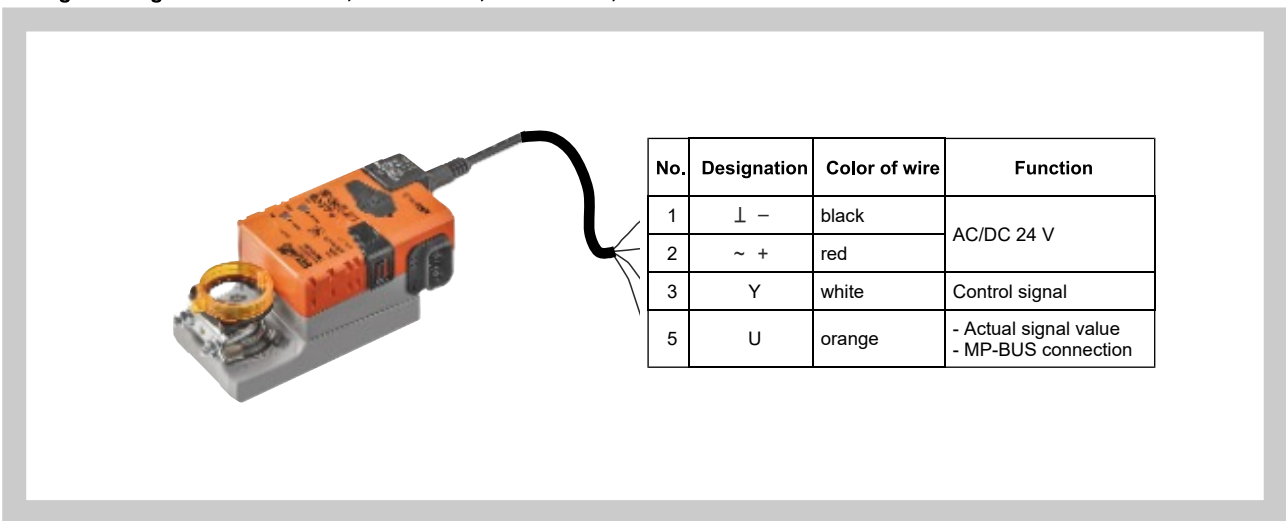 No. Designation Color of wire Function
1 ⊥ − black AC/DC 24 V
2 ~ + red
3 Y white Control signal
5 U orange - Actual signal value
- MP-BUS connection